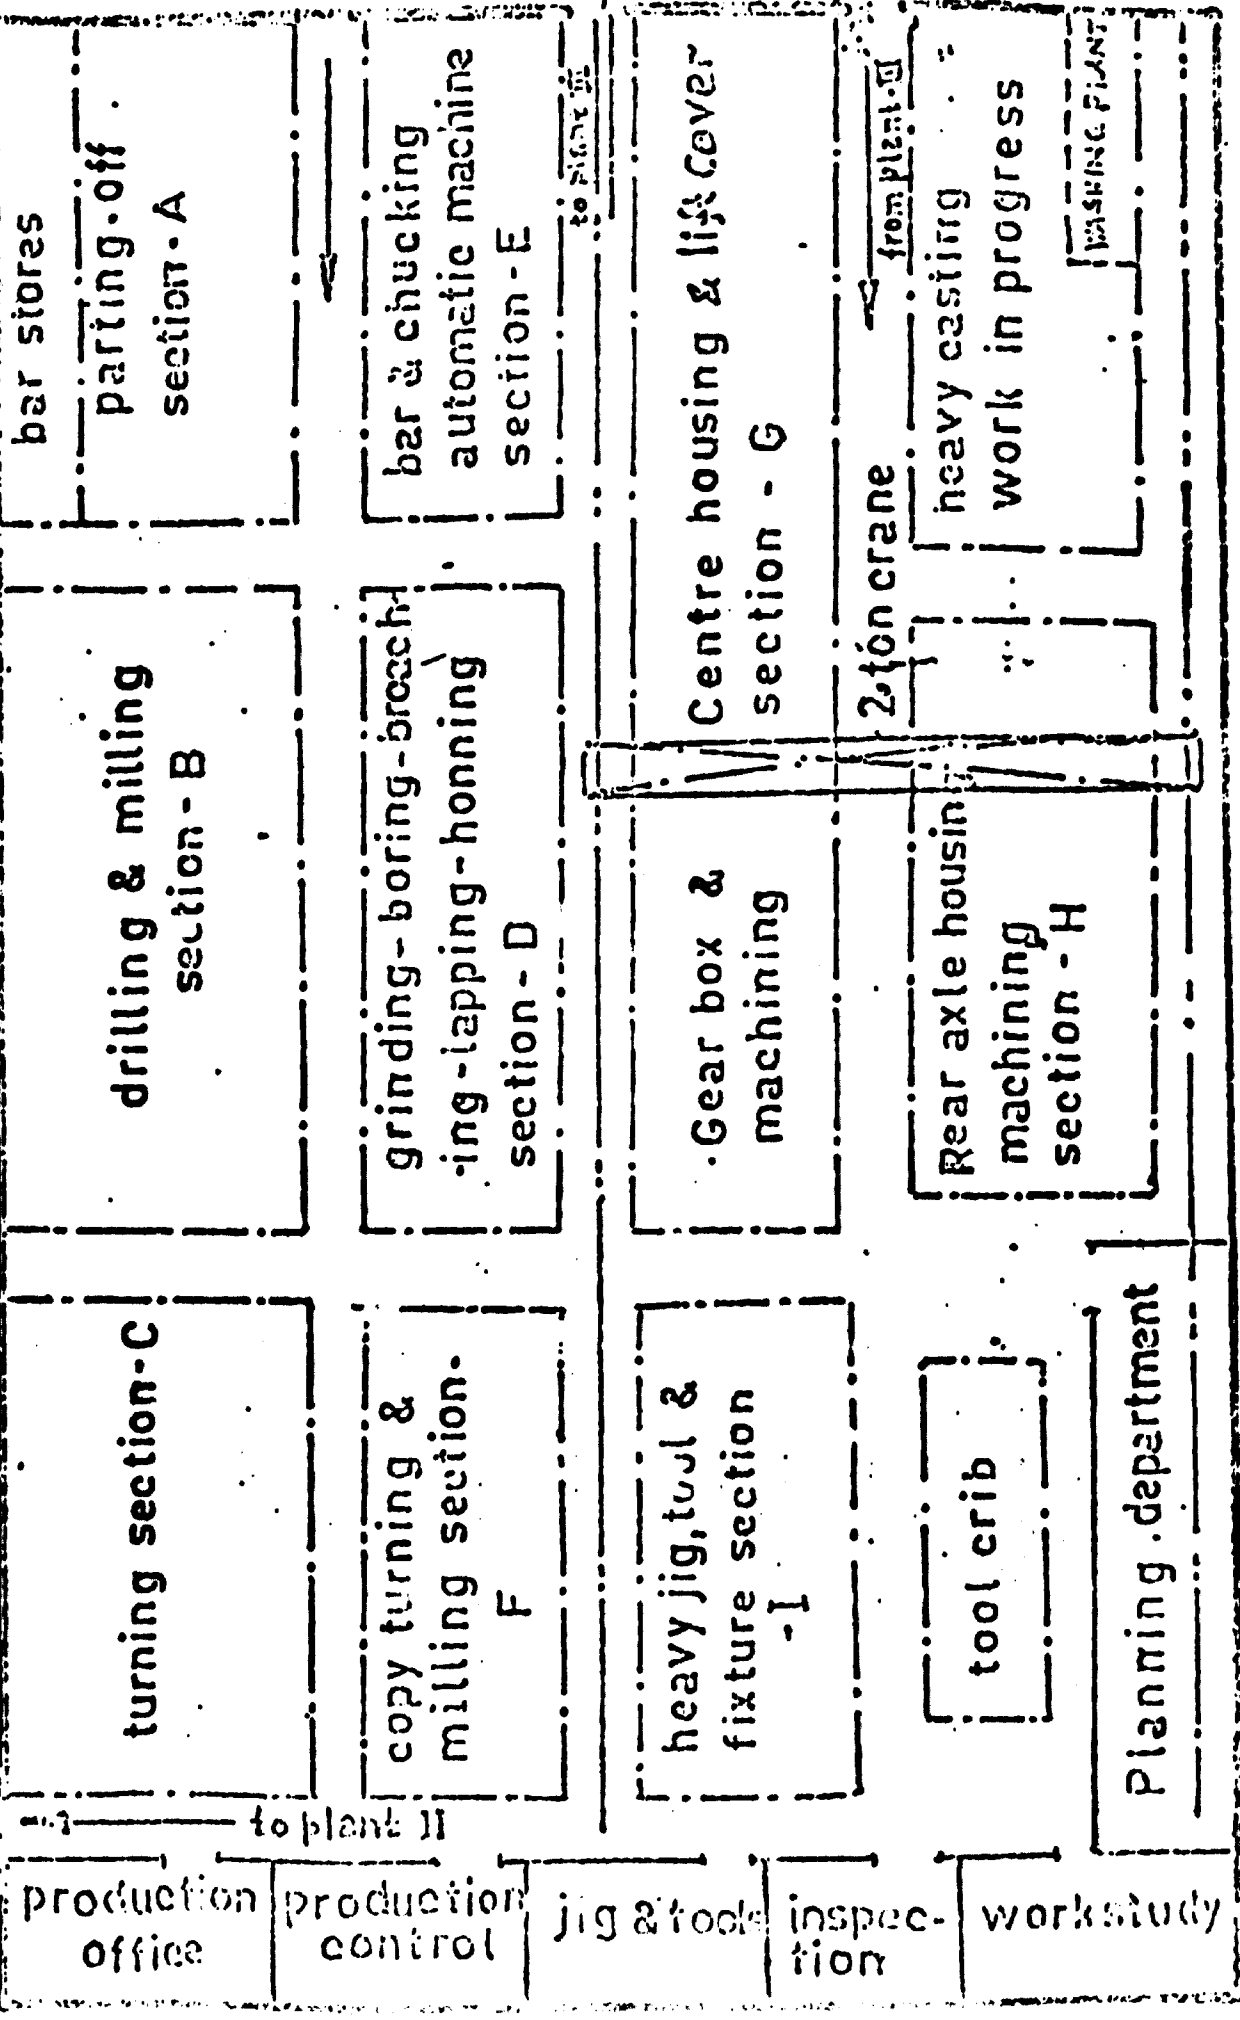 bar stores
parting-off
section-A
drilling & milling
section-B
turning section-C
bar & chucking
automatic machine
section-E
grinding-boring-broach
-ing-lapping-honning
section-D
copy turning &
milling section-
F
to plant III
Centre housing & lift Cover
section - G
Gear box &
machining
heavy jig, tool &
fixture section
-I
from plant-III
2 ton crane
heavy casting
work in progress
WASHING PLANT
Rear axle housin
machining
section - H
tool crib
Planming department
to plant II
production
office
production
control
jig & tools
inspec-
tion
workstudy